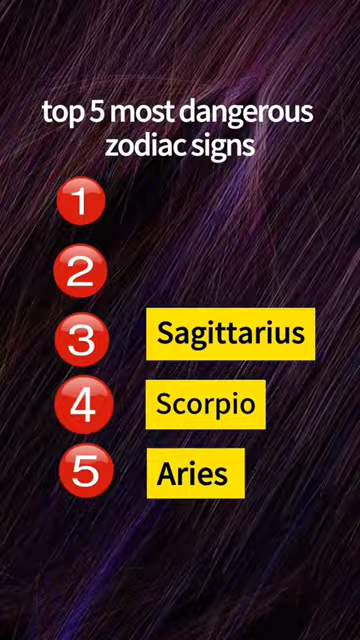 top 5 most dangerous
zodiac signs
1
2
3 Sagittarius
4 Scorpio
5 Aries